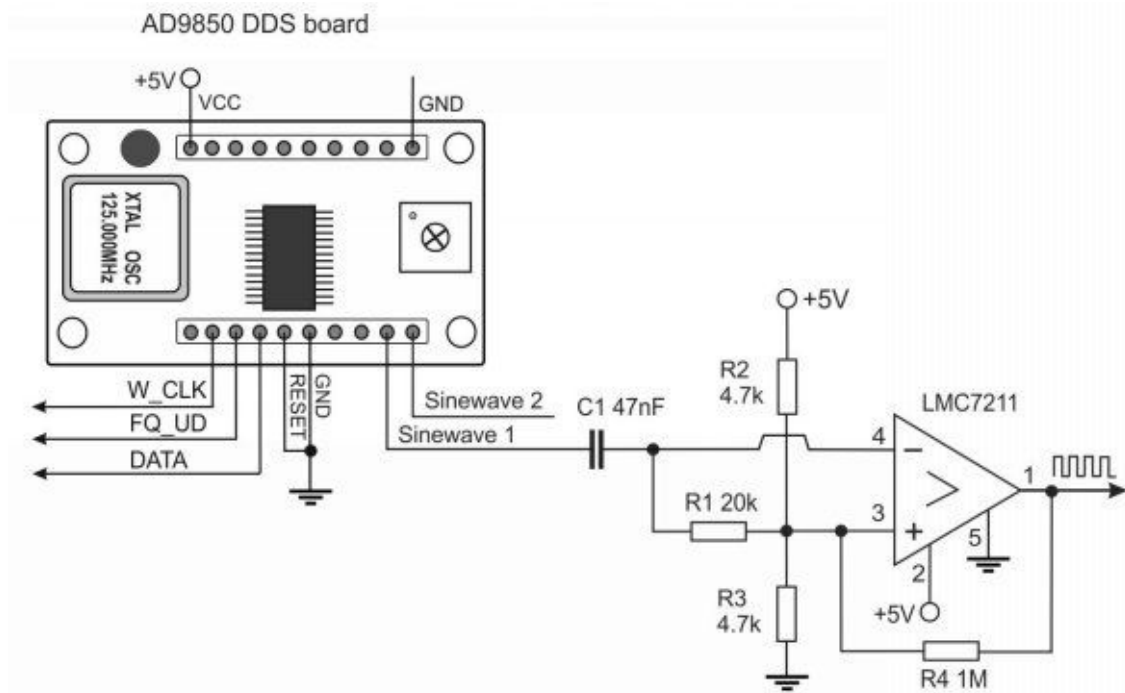 AD9850 DDS board
+5V
VCC
GND
XTAL OSC
125.000MHz
W_CLK
FQ_UD
DATA
RESET
GND
Sinewave 2
Sinewave 1
C1 47nF
R1 20k
+5V
R2
4.7k
R3
4.7k
LMC7211
4
3
1
5
2
+5V
R4 1M